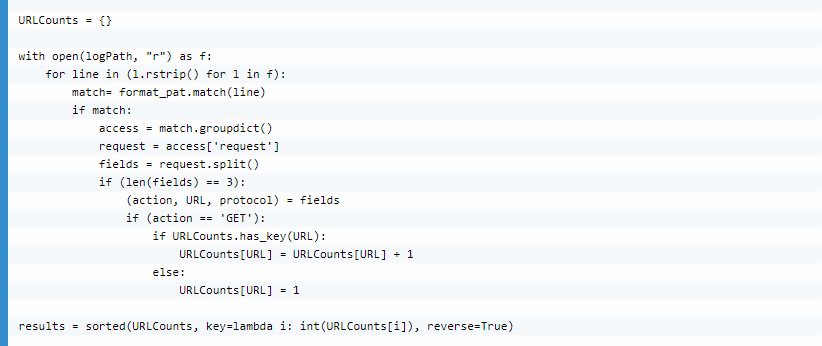 URLCounts = {}

with open(logPath, "r") as f:
    for line in (l.rstrip() for l in f):
        match= format_pat.match(line)
        if match:
            access = match.groupdict()
            request = access['request']
            fields = request.split()
            if (len(fields) == 3):
                (action, URL, protocol) = fields
                if (action == 'GET'):
                    if URLCounts.has_key(URL):
                        URLCounts[URL] = URLCounts[URL] + 1
                    else:
                        URLCounts[URL] = 1

results = sorted(URLCounts, key=lambda i: int(URLCounts[i]), reverse=True)